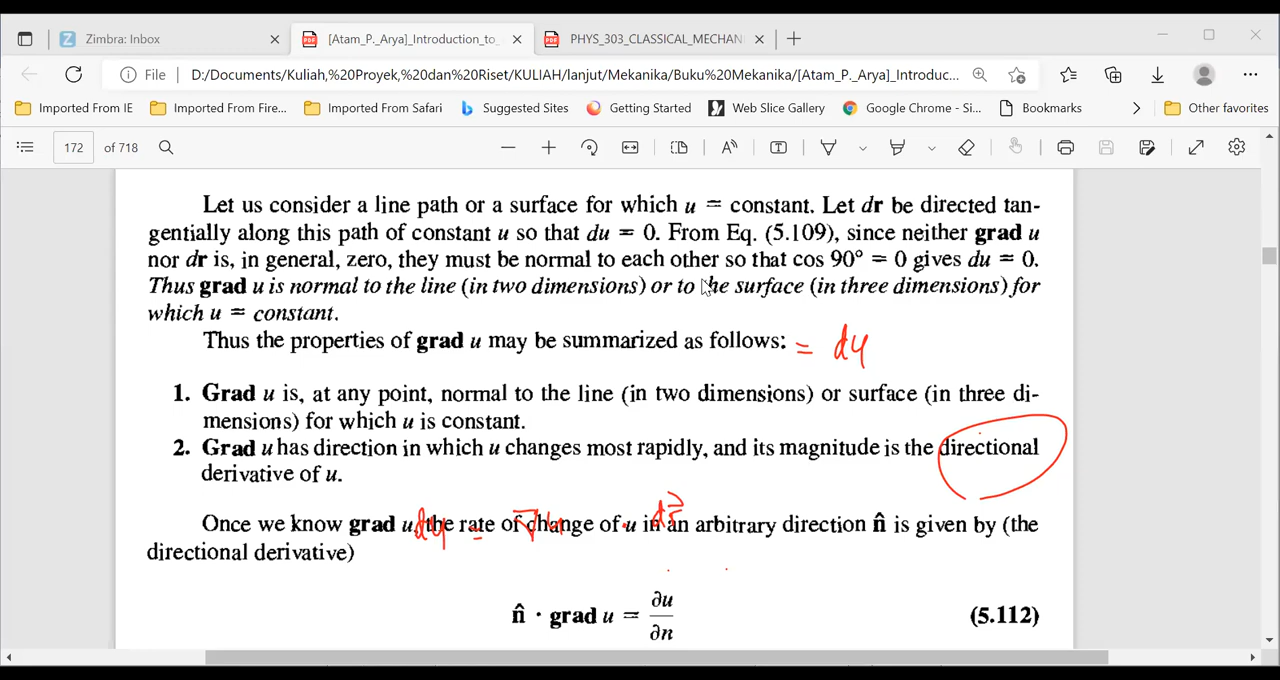 Zimbra: Inbox
[Atam_P._Arya]_Introduction_to_
PHYS_303_CLASSICAL_MECHAN
File D:/Documents/Kuliah,%20Proyek,%20dan%20Riset/KULIAH/lanjut/Mekanika/Buku%20Mekanika/[Atam_P._Arya]_Introduc...
Imported From IE Imported From Fire... Imported From Safari Suggested Sites Getting Started Web Slice Gallery Google Chrome - Si... Bookmarks Other favorites
172 of 718
Let us consider a line path or a surface for which u = constant. Let dr be directed tan-
gentially along this path of constant u so that du = 0. From Eq. (5.109), since neither grad u
nor dr is, in general, zero, they must be normal to each other so that cos 90° = 0 gives du = 0.
Thus grad u is normal to the line (in two dimensions) or to the surface (in three dimensions) for
which u = constant.
Thus the properties of grad u may be summarized as follows: = du
1. Grad u is, at any point, normal to the line (in two dimensions) or surface (in three di-
mensions) for which u is constant.
2. Grad u has direction in which u changes most rapidly, and its magnitude is the directional
derivative of u.
Once we know grad u, the rate of change of u in an arbitrary direction n̂ is given by (the
du = ∇u · dr⃗
directional derivative)
n̂ · grad u = ∂u/∂n (5.112)